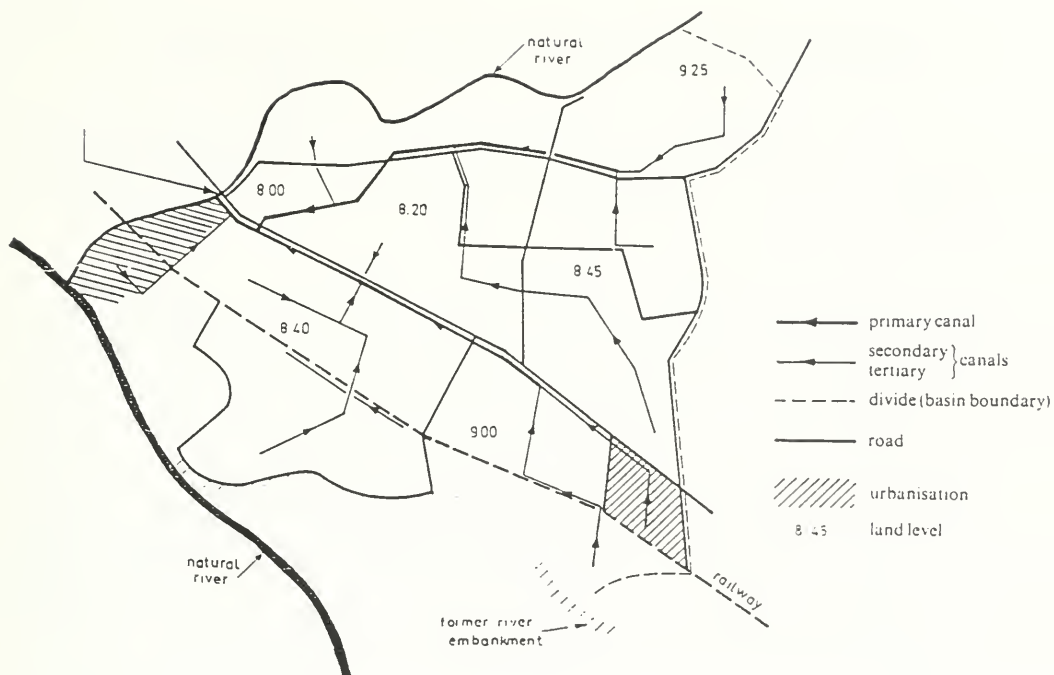 natural
river
9.25
8.00
8.20
8.45
8.40
9.00
primary canal
secondary
tertiary
canals
divide (basin boundary)
road
urbanisation
8.45
land level
natural
river
railway
former river
embankment